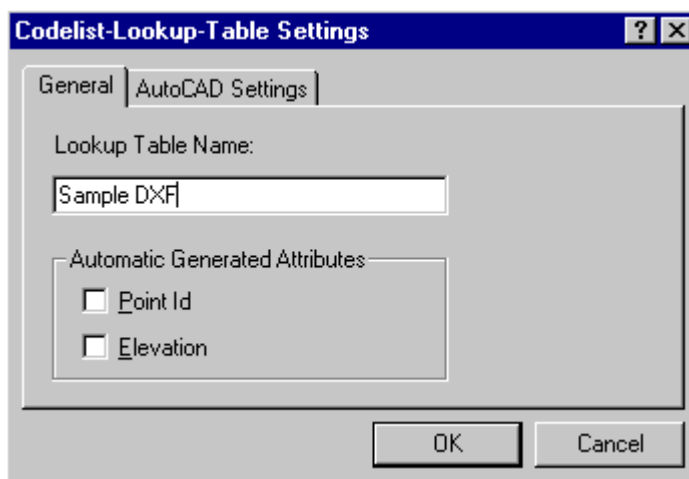 Codelist-Lookup-Table Settings ?
General AutoCAD Settings
Lookup Table Name:
Sample DXF
Automatic Generated Attributes
Point Id
Elevation
OK Cancel